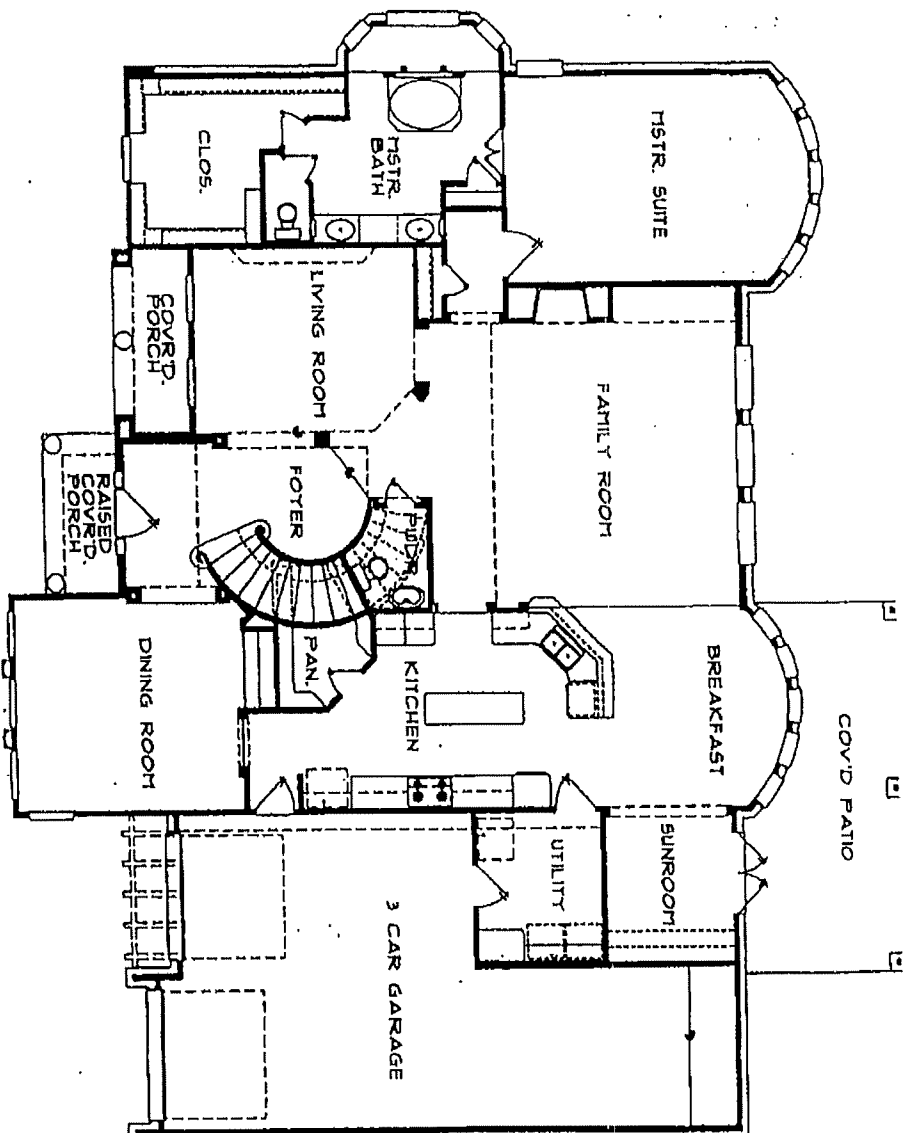 MSTR. SUITE
MSTR.
BATH
CLOS.
LIVING ROOM
COVR'D.
PORCH
FAMILY ROOM
FOYER
RAISED
COVR'D.
PORCH
PAN.
KITCHEN
BREAKFAST
DINING ROOM
COV'D PATIO
SUNROOM
UTILITY
3 CAR GARAGE